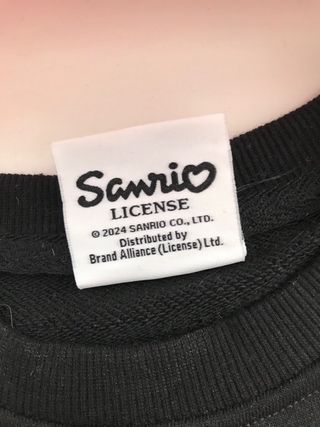 Sanrio
LICENSE
© 2024 SANRIO CO., LTD.
Distributed by
Brand Alliance (License) Ltd.